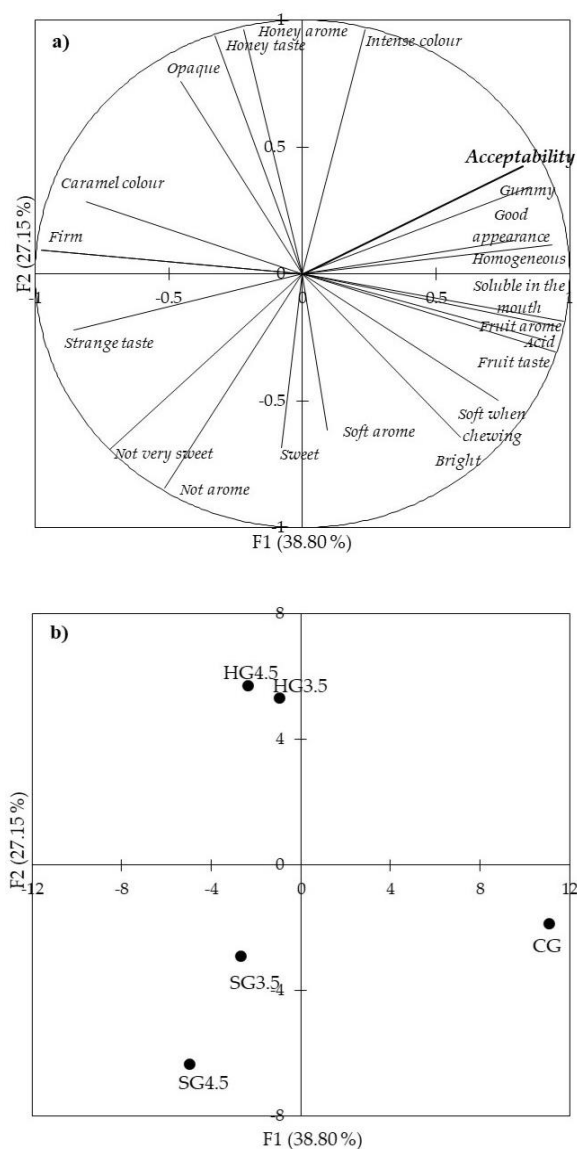 a)
1
Honey arome
Honey taste
Intense colour
Opaque
0.5
Acceptability
Gummy
Caramel colour
Good
appearance
Firm
Homogeneous
F2 (27.15 %)
0
-1
-0.5
0
0.5
1
Soluble in the
mouth
Fruit arome
Strange taste
Acid
Fruit taste
-0.5
Soft when
chewing
Soft arome
Not very sweet
Sweet
Bright
Not arome
-1
F1 (38.80 %)
b)
8
HG4.5
HG3.5
4
F2 (27.15 %)
0
-12
-8
-4
0
4
8
12
CG
SG3.5
-4
SG4.5
-8
F1 (38.80 %)